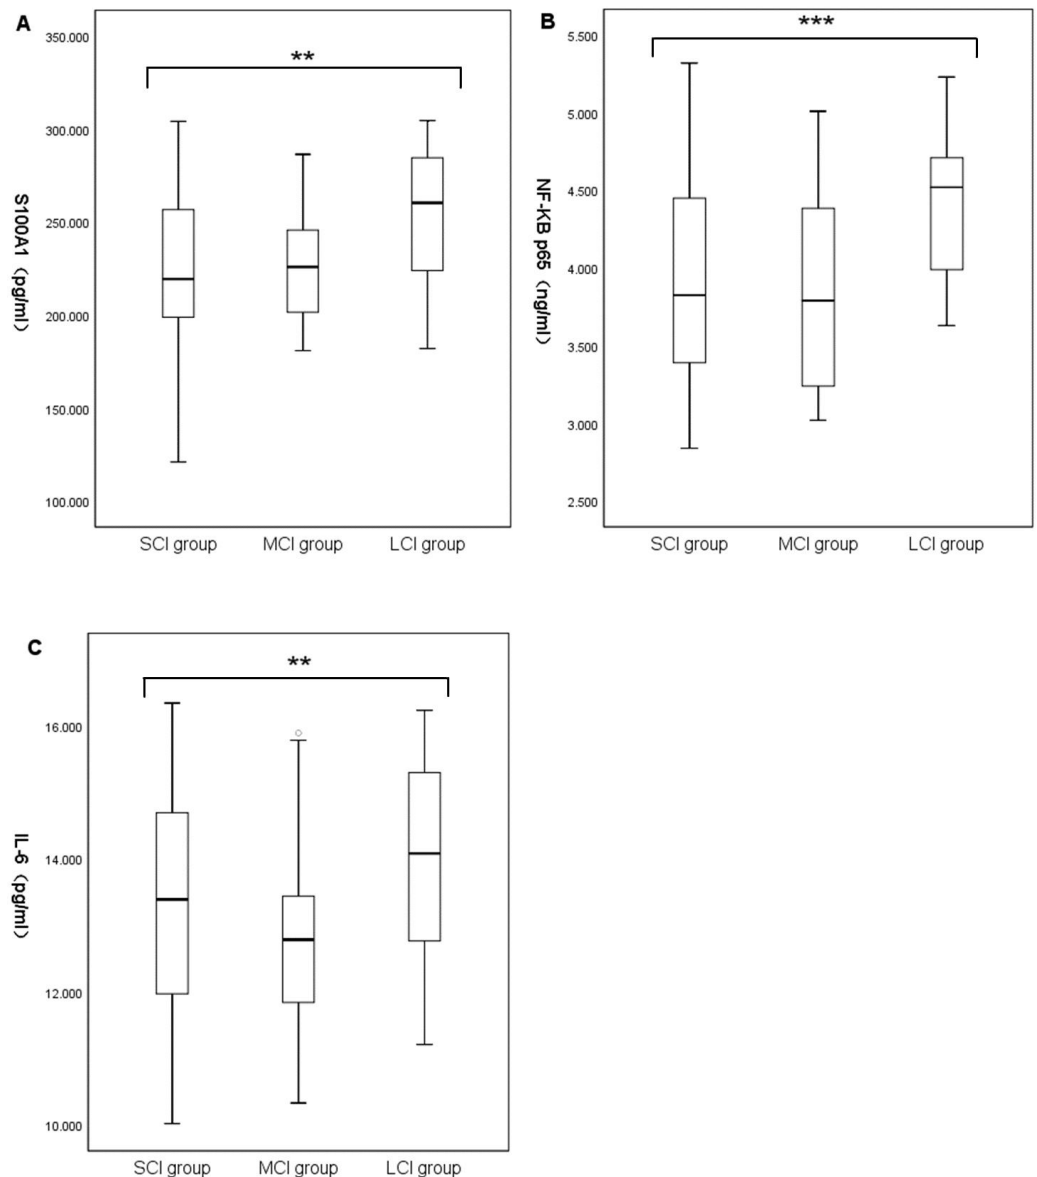 A
**
350.000
300.000
250.000
200.000
150.000
100.000
S100A1（pg/ml）
SCI group MCI group LCI group
B
***
5.500
5.000
4.500
4.000
3.500
3.000
2.500
NF-KB p65（ng/ml）
SCI group MCI group LCI group
C
**
16.000
14.000
12.000
10.000
IL-6（pg/ml）
SCI group MCI group LCI group